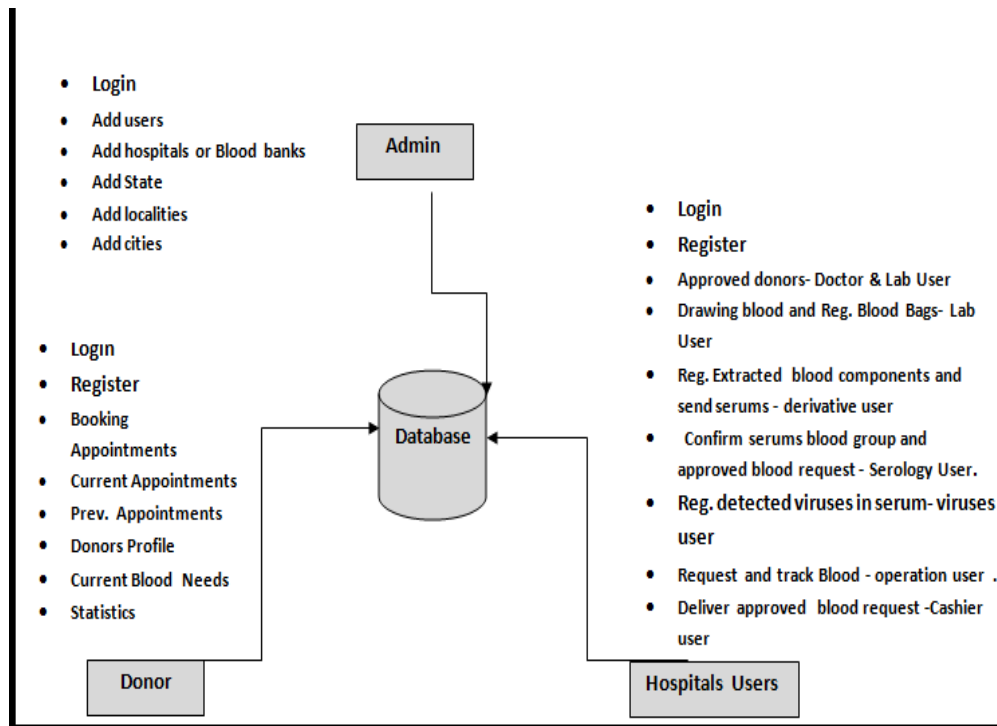 • Login
• Add users
• Add hospitals or Blood banks
• Add State
• Add localities
• Add cities
Admin
• Login
• Register
• Approved donors- Doctor & Lab User
• Drawing blood and Reg. Blood Bags- Lab
User
• Reg. Extracted blood components and
send serums - derivative user
• Confirm serums blood group and
approved blood request - Serology User.
• Reg. detected viruses in serum- viruses
user
• Request and track Blood - operation user .
• Deliver approved blood request -Cashier
user
• Login
• Register
• Booking
Appointments
• Current Appointments
• Prev. Appointments
• Donors Profile
• Current Blood Needs
• Statistics
Database
Donor
Hospitals Users